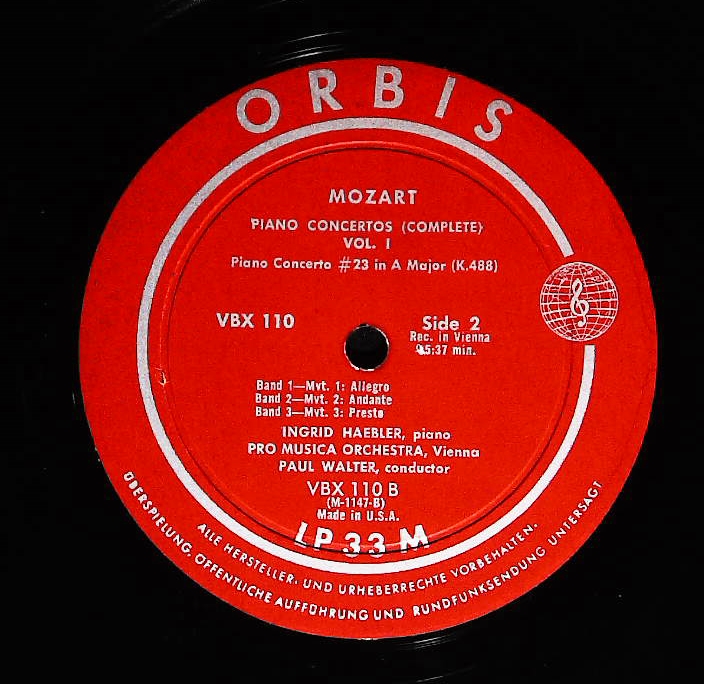 ORBIS
MOZART
PIANO CONCERTOS (COMPLETE)
VOL. I
Piano Concerto #23 in A Major (K.488)
VBX 110
Side 2
Rec. in Vienna
25:37 min.
Band 1—Mvt. 1: Allegro
Band 2—Mvt. 2: Andante
Band 3—Mvt. 3: Presto
INGRID HAEBLER, piano
PRO MUSICA ORCHESTRA, Vienna
PAUL WALTER, conductor
VBX 110 B
(M-1147-B)
Made in U.S.A.
LP 33 M
ALLE HERSTELLER- UND URHEBERRECHTE VORBEHALTEN.
ÜBERSPIELUNG, ÖFFENTLICHE AUFFÜHRUNG UND RUNDFUNKSENDUNG UNTERSAGT